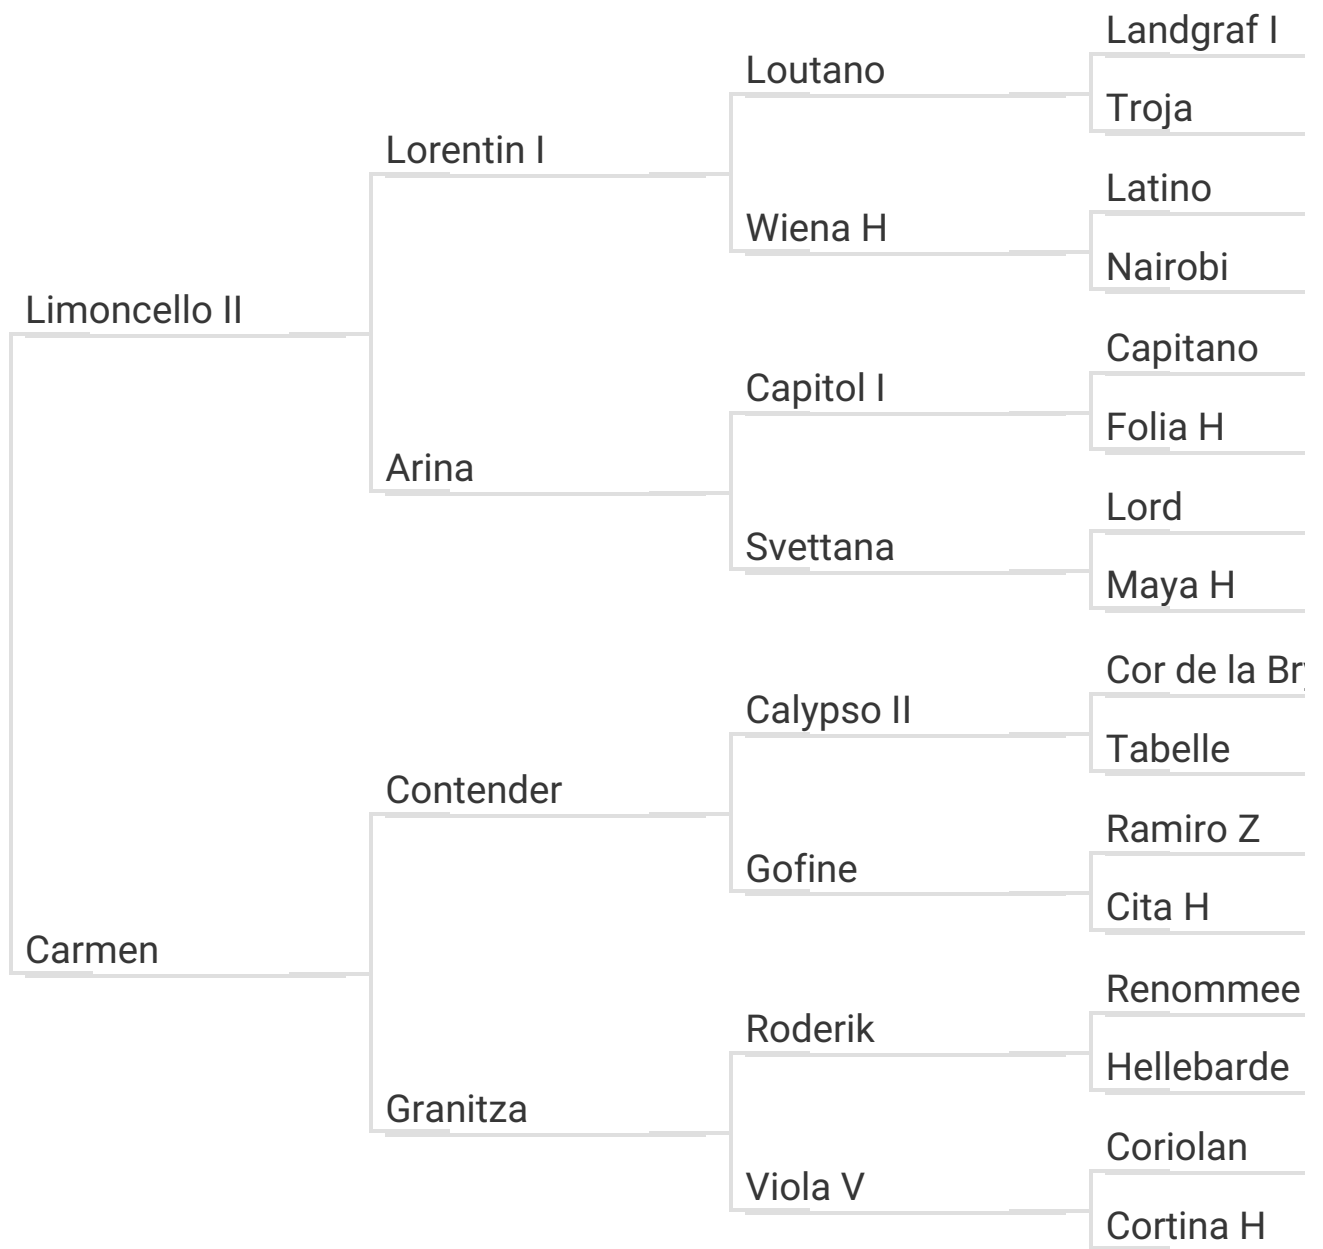 Landgraf I
Loutano
Troja
Lorentin I
Latino
Wiena H
Nairobi
Limoncello II
Capitano
Capitol I
Folia H
Arina
Lord
Svettana
Maya H
Cor de la
Calypso II
Tabelle
Contender
Ramiro Z
Gofine
Cita H
Carmen
Renommee
Roderik
Hellebarde
Granitza
Coriolan
Viola V
Cortina H